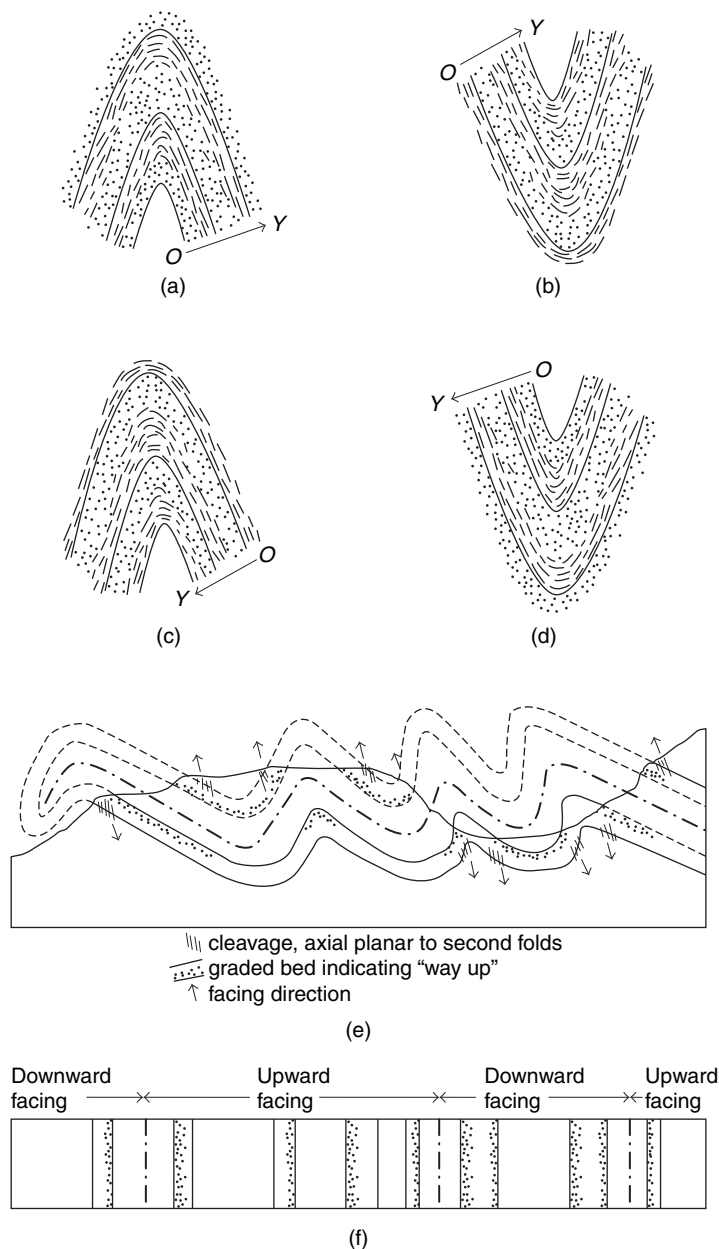 Y
O
O
Y
(a)
(b)
O
Y
O
Y
(c)
(d)
cleavage, axial planar to second folds
graded bed indicating “way up”
facing direction
(e)
Downward
facing
Upward
facing
Downward
facing
Upward
facing
(f)